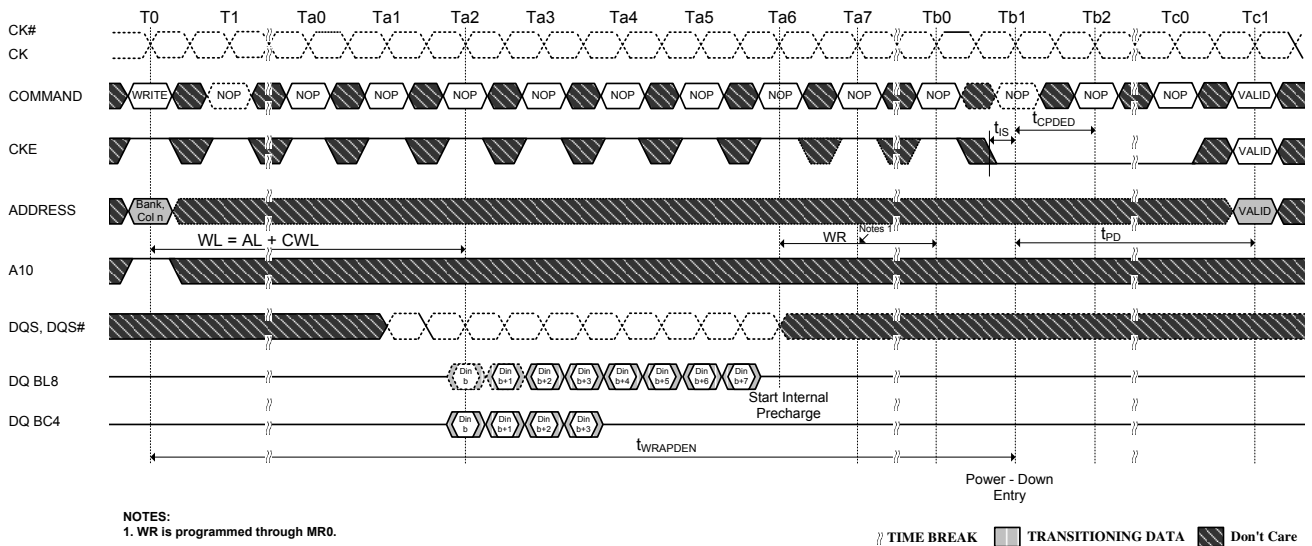 T0 T1 Ta0 Ta1 Ta2 Ta3 Ta4 Ta5 Ta6 Ta7 Tb0 Tb1 Tb2 Tc0 Tc1
CK#
CK
COMMAND WRITE NOP NOP NOP NOP NOP NOP NOP NOP NOP NOP NOP NOP NOP VALID
tIS tCPDED
CKE VALID
ADDRESS Bank, Col n VALID
WL = AL + CWL WR Notes 1 tPD
A10
DQS, DQS#
DQ BL8 Din b Din b+1 Din b+2 Din b+3 Din b+4 Din b+5 Din b+6 Din b+7
Start Internal
Precharge
DQ BC4 Din b Din b+1 Din b+2 Din b+3
tWRAPDEN
Power - Down
Entry
NOTES:
1. WR is programmed through MR0.
TIME BREAK TRANSITIONING DATA Don't Care